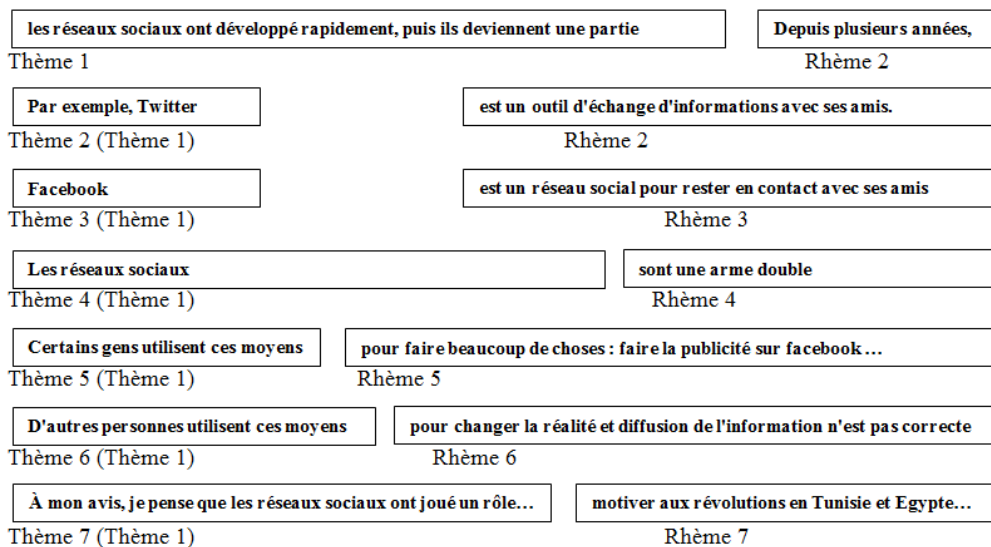 les réseaux sociaux ont développé rapidement, puis ils deviennent une partie Depuis plusieurs années,
Thème 1 Rhème 2
Par exemple, Twitter est un outil d'échange d'informations avec ses amis.
Thème 2 (Thème 1) Rhème 2
Facebook est un réseau social pour rester en contact avec ses amis
Thème 3 (Thème 1) Rhème 3
Les réseaux sociaux sont une arme double
Thème 4 (Thème 1) Rhème 4
Certains gens utilisent ces moyens pour faire beaucoup de choses : faire la publicité sur facebook …
Thème 5 (Thème 1) Rhème 5
D'autres personnes utilisent ces moyens pour changer la réalité et diffusion de l'information n'est pas correcte
Thème 6 (Thème 1) Rhème 6
À mon avis, je pense que les réseaux sociaux ont joué un rôle… motiver aux révolutions en Tunisie et Egypte…
Thème 7 (Thème 1) Rhème 7